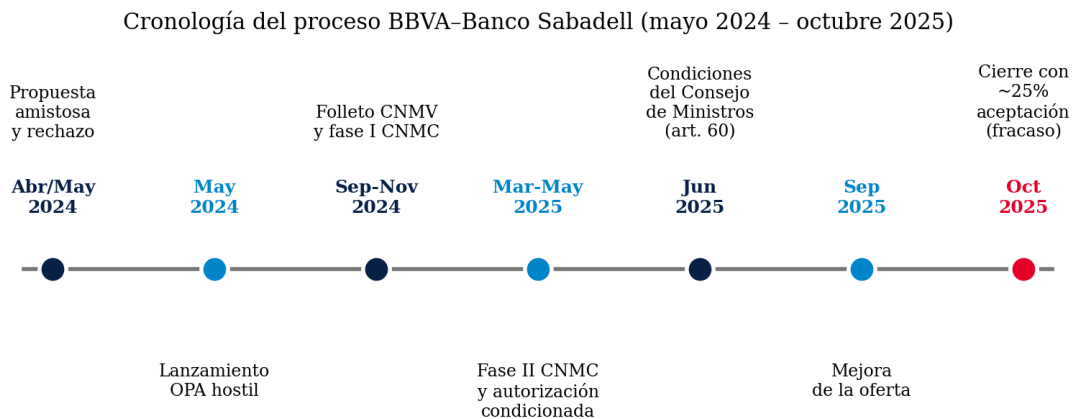 Cronología del proceso BBVA–Banco Sabadell (mayo 2024 – octubre 2025)
Propuesta
amistosa
y rechazo
Abr/May
2024
May
2024
Lanzamiento
OPA hostil
Folleto CNMV
y fase I CNMC
Sep-Nov
2024
Mar-May
2025
Fase II CNMC
y autorización
condicionada
Condiciones
del Consejo
de Ministros
(art. 60)
Jun
2025
Sep
2025
Mejora
de la oferta
Cierre con
~25%
aceptación
(fracaso)
Oct
2025